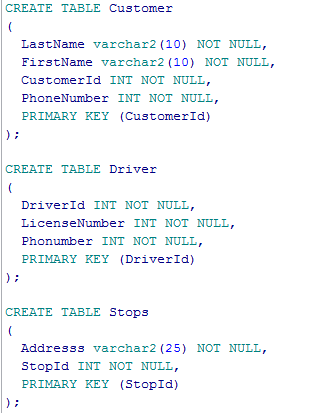 CREATE TABLE Customer
(
  LastName varchar2(10) NOT NULL,
  FirstName varchar2(10) NOT NULL,
  CustomerId INT NOT NULL,
  PhoneNumber INT NOT NULL,
  PRIMARY KEY (CustomerId)
);

CREATE TABLE Driver
(
  DriverId INT NOT NULL,
  LicenseNumber INT NOT NULL,
  Phonumber INT NOT NULL,
  PRIMARY KEY (DriverId)
);

CREATE TABLE Stops
(
  Addresss varchar2(25) NOT NULL,
  StopId INT NOT NULL,
  PRIMARY KEY (StopId)
);